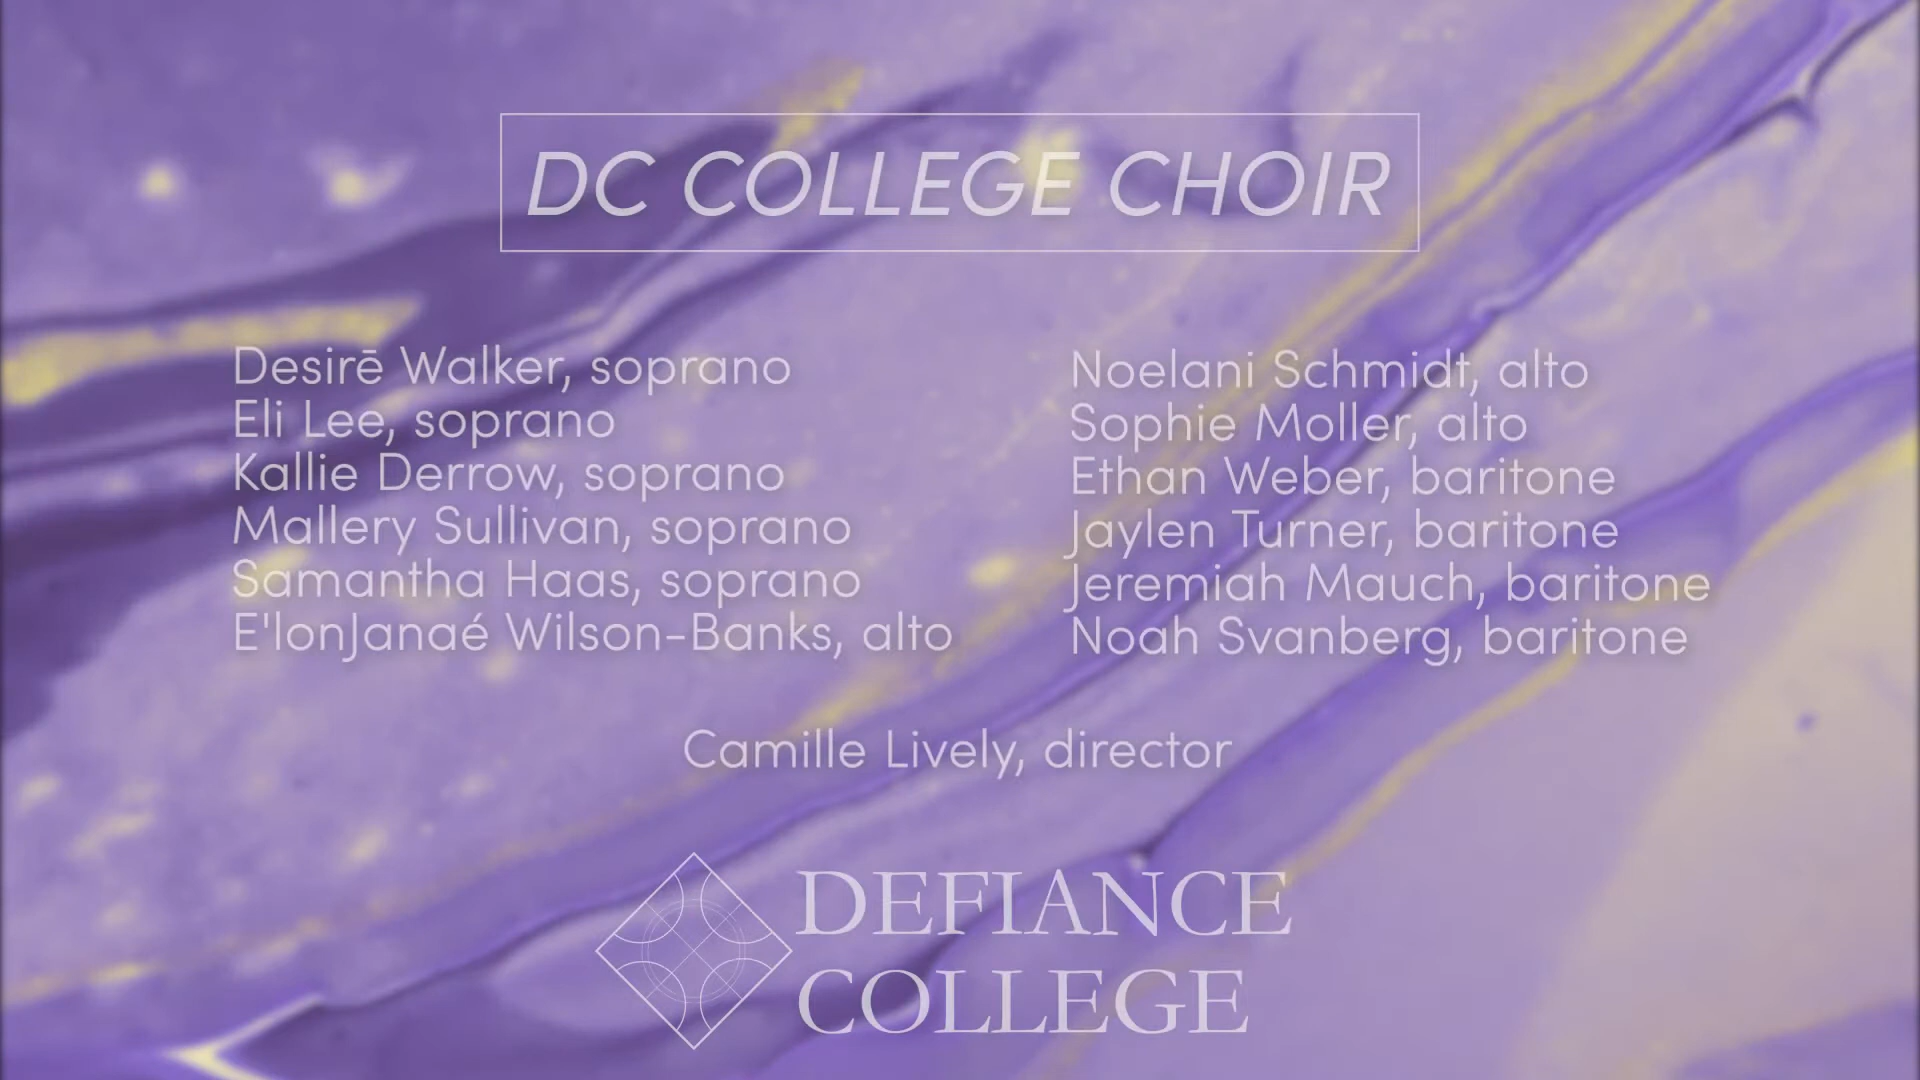 DC COLLEGE CHOIR
Desirē Walker, soprano
Eli Lee, soprano
Kallie Derrow, soprano
Mallery Sullivan, soprano
Samantha Haas, soprano
E'lonJanaé Wilson-Banks, alto
Noelani Schmidt, alto
Sophie Moller, alto
Ethan Weber, baritone
Jaylen Turner, baritone
Jeremiah Mauch, baritone
Noah Svanberg, baritone
Camille Lively, director
DEFIANCE
COLLEGE